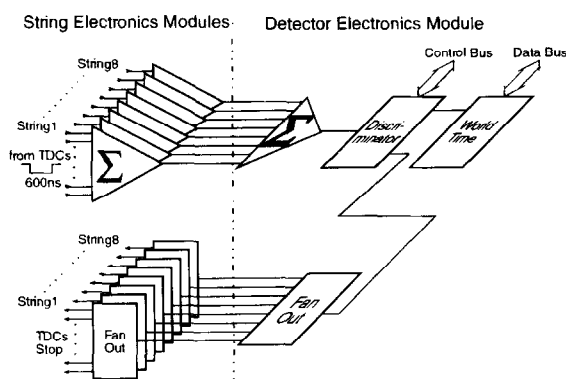 String Electronics Modules
Detector Electronics Module
Control Bus
Data Bus
String8
String1
from TDCs
600ns
Σ
Σ
Discri-
minator
World
Time
String8
String1
TDCs
Stop
Fan
Out
Fan
Out